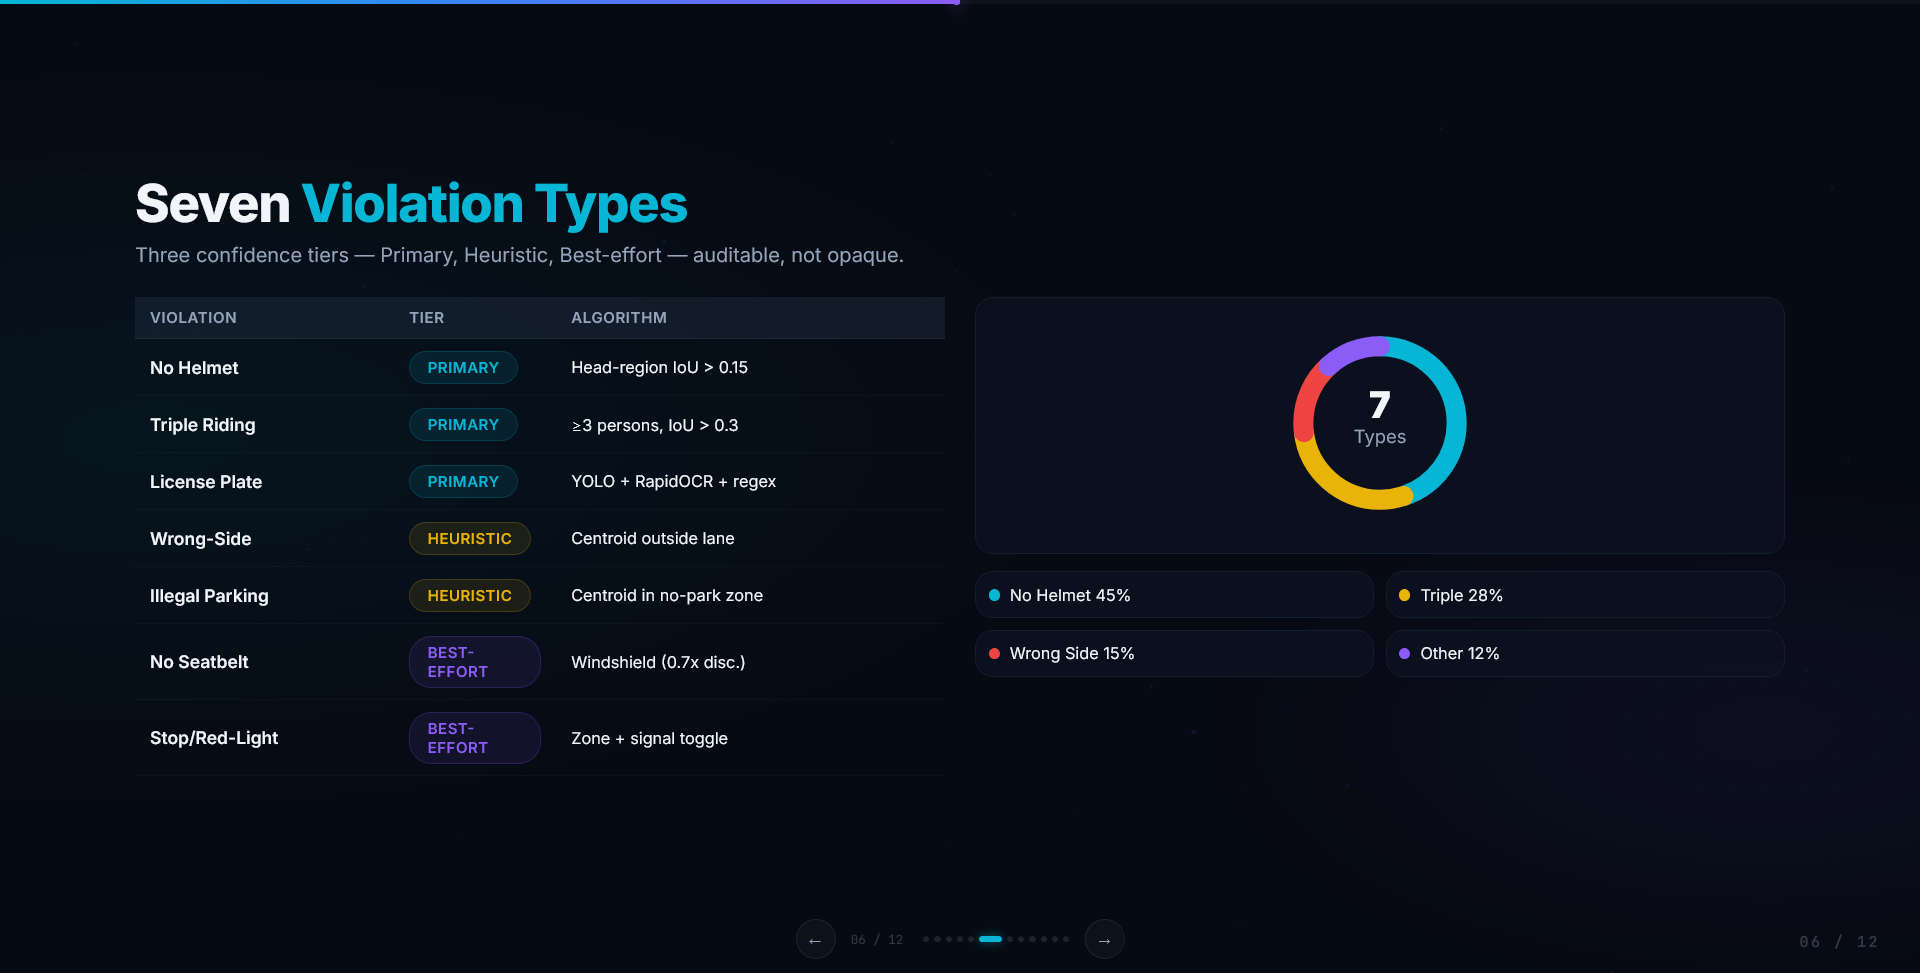 Seven Violation Types
Three confidence tiers — Primary, Heuristic, Best-effort — auditable, not opaque.
VIOLATION TIER ALGORITHM
No Helmet PRIMARY Head-region IoU > 0.15
Triple Riding PRIMARY ≥3 persons, IoU > 0.3
License Plate PRIMARY YOLO + RapidOCR + regex
Wrong-Side HEURISTIC Centroid outside lane
Illegal Parking HEURISTIC Centroid in no-park zone
No Seatbelt BEST-
EFFORT Windshield (0.7x disc.)
Stop/Red-Light BEST-
EFFORT Zone + signal toggle
7
Types
No Helmet 45%
Triple 28%
Wrong Side 15%
Other 12%
← 06 / 12 →
06 / 12